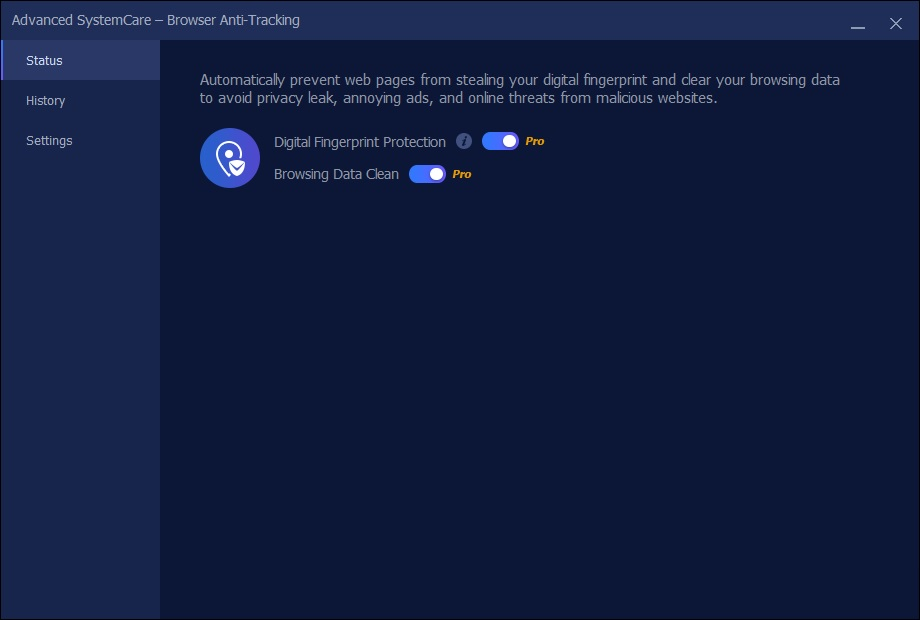 Advanced SystemCare – Browser Anti-Tracking
Status
History
Settings
Automatically prevent web pages from stealing your digital fingerprint and clear your browsing data
to avoid privacy leak, annoying ads, and online threats from malicious websites.
Digital Fingerprint Protection i Pro
Browsing Data Clean Pro